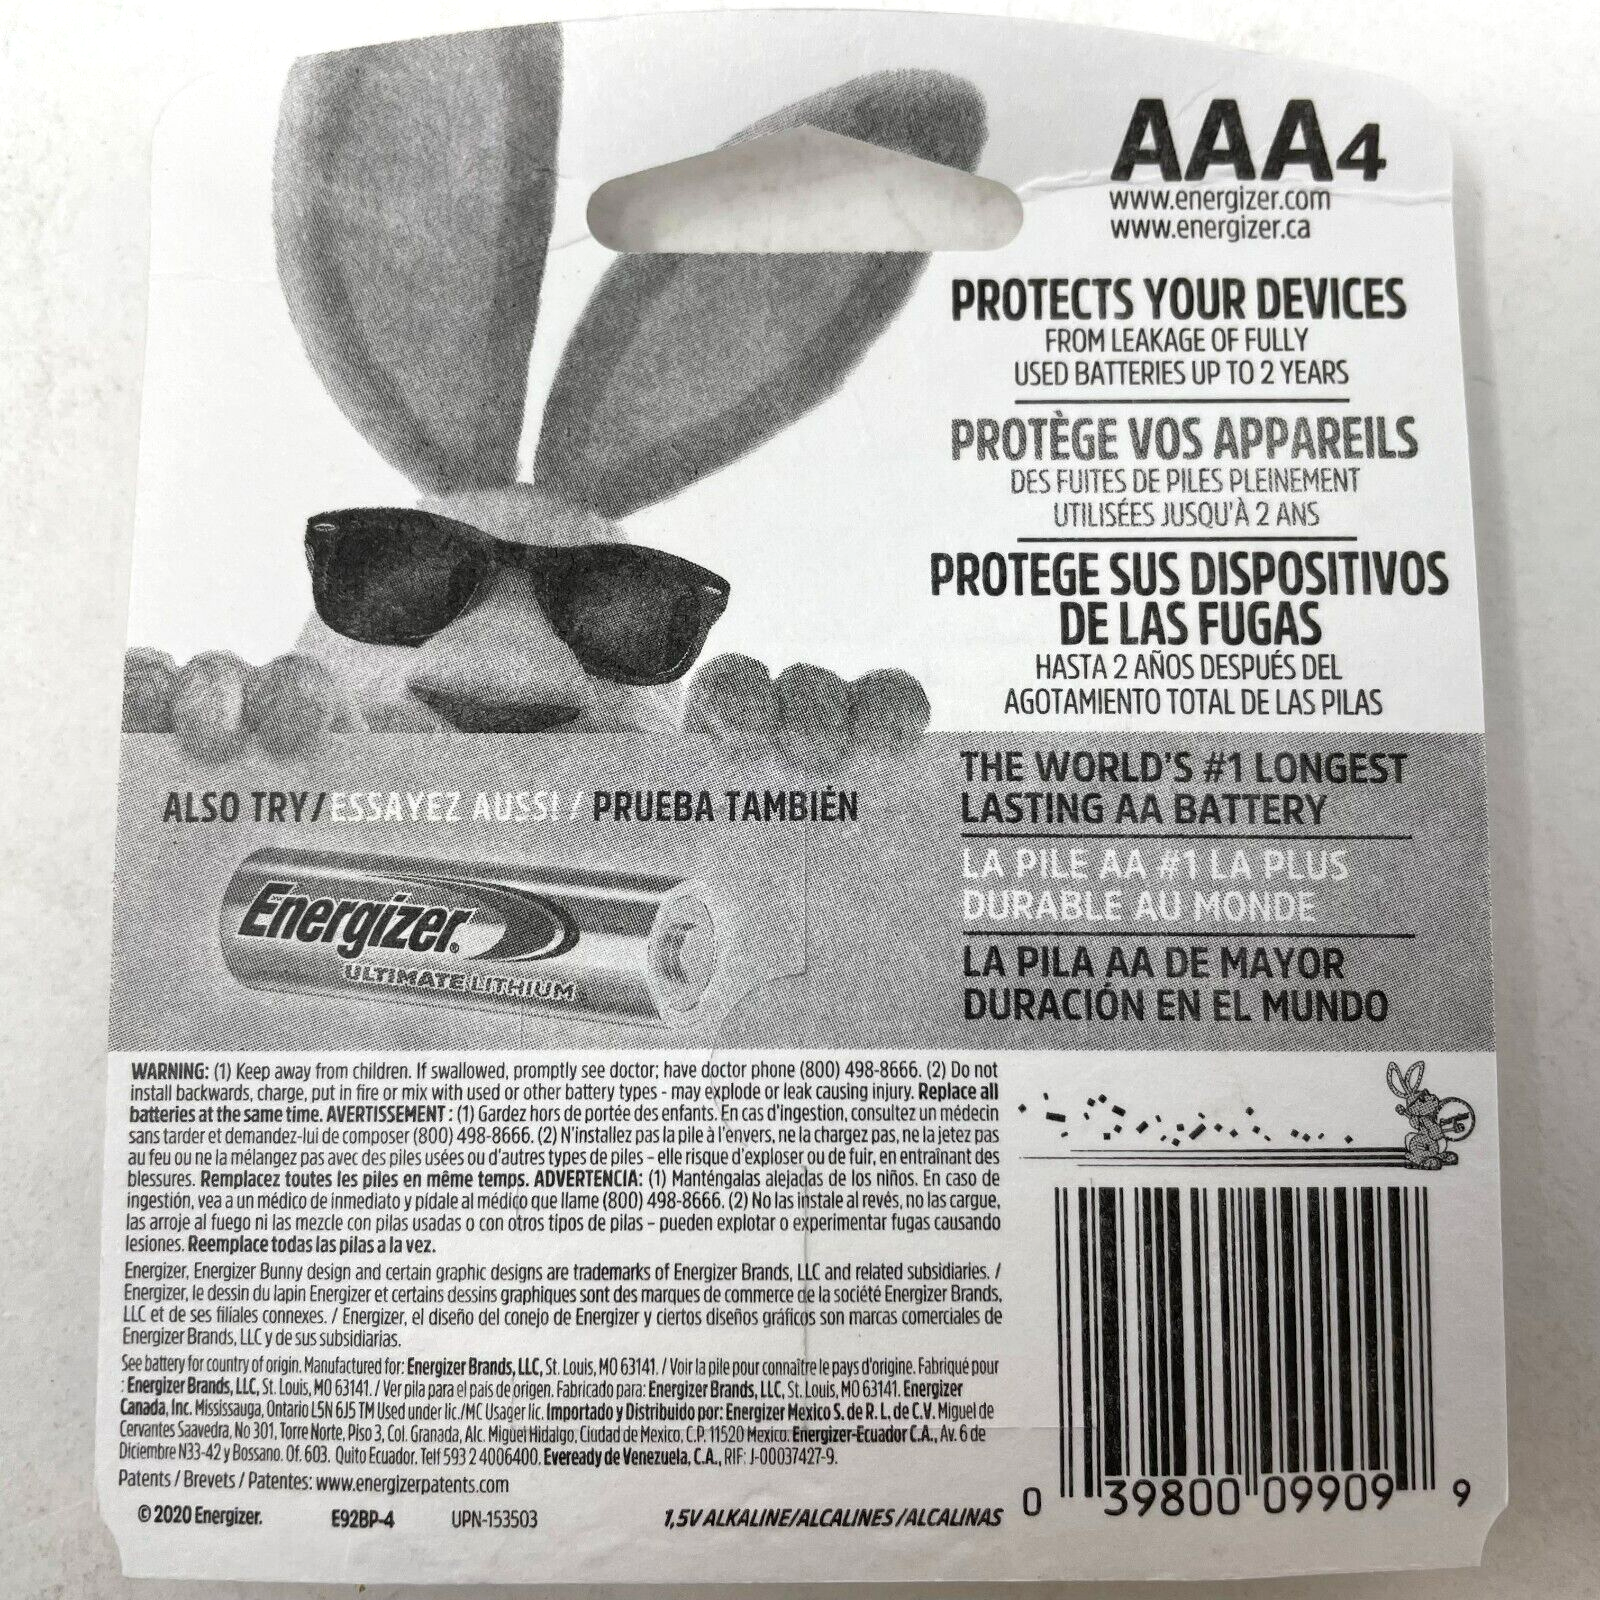 AAA4
www.energizer.com
www.energizer.ca
PROTECTS YOUR DEVICES
FROM LEAKAGE OF FULLY
USED BATTERIES UP TO 2 YEARS
PROTÈGE VOS APPAREILS
DES FUITES DE PILES PLEINEMENT
UTILISÉES JUSQU'À 2 ANS
PROTEGE SUS DISPOSITIVOS
DE LAS FUGAS
HASTA 2 AÑOS DESPUÉS DEL
AGOTAMIENTO TOTAL DE LAS PILAS
ALSO TRY/ESSAYEZ AUSSI / PRUEBA TAMBIÉN
Energizer®
ULTIMATE LITHIUM
THE WORLD'S #1 LONGEST
LASTING AA BATTERY
LA PILE AA #1 LA PLUS
DURABLE AU MONDE
LA PILA AA DE MAYOR
DURACIÓN EN EL MUNDO
WARNING: (1) Keep away from children. If swallowed, promptly see doctor; have doctor phone (800) 498-8666. (2) Do not
install backwards, charge, put in fire or mix with used or other battery types - may explode or leak causing injury. Replace all
batteries at the same time. AVERTISSEMENT : (1) Gardez hors de portée des enfants. En cas d'ingestion, consultez un médecin
sans tarder et demandez-lui de composer (800) 498-8666. (2) N'installez pas la pile à l'envers, ne la chargez pas, ne la jetez pas
au feu ou ne la mélangez pas avec des piles usées ou d'autres types de piles – elle risque d'exploser ou de fuir, en entraînant des
blessures. Remplacez toutes les piles en même temps. ADVERTENCIA: (1) Manténgalas alejadas de los niños. En caso de
ingestión, vea a un médico de inmediato y pídale al médico que llame (800) 498-8666. (2) No las instale al revés, no las cargue,
las arroje al fuego ni las mezcle con pilas usadas o con otros tipos de pilas – pueden explotar o experimentar fugas causando
lesiones. Reemplace todas las pilas a la vez.
Energizer, Energizer Bunny design and certain graphic designs are trademarks of Energizer Brands, LLC and related subsidiaries. /
Energizer, le dessin du lapin Energizer et certains dessins graphiques sont des marques de commerce de la société Energizer Brands,
LLC et de ses filiales connexes. / Energizer, el diseño del conejo de Energizer y ciertos diseños gráficos son marcas comerciales de
Energizer Brands, LLC y de sus subsidiarias.
See battery for country of origin. Manufactured for: Energizer Brands, LLC, St. Louis, MO 63141. / Voir la pile pour connaître le pays d'origine. Fabriqué pour
: Energizer Brands, LLC, St. Louis, MO 63141. / Ver pila para el país de origen. Fabricado para: Energizer Brands, LLC, St. Louis, MO 63141. Energizer
Canada, Inc. Mississauga, Ontario L5N 6J5 TM Used under lic./MC Usager lic. Importado y Distribuido por: Energizer Mexico S. de R. L. de C.V. Miguel de
Cervantes Saavedra, No 301, Torre Norte, Piso 3, Col. Granada, Alc. Miguel Hidalgo, Ciudad de Mexico, C.P. 11520 Mexico. Energizer-Ecuador C.A., Av. 6 de
Diciembre N33-42 y Bossano. Of. 603. Quito Ecuador. Telf 593 2 4006400. Eveready de Venezuela, C.A., RIF: J-00037427-9.
Patents / Brevets / Patentes: www.energizerpatents.com
© 2020 Energizer. E92BP-4 UPN-153503 1,5V ALKALINE/ALCALINES/ALCALINAS
0 39800 09909 9